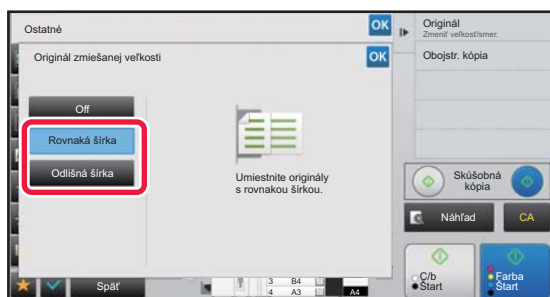 Ostatné
OK
Originál zmiešanej veľkosti
OK
Off
Rovnaká šírka
Odlišná šírka
Umiestnite originály
s rovnakou šírkou.
Späť
3 B4
4 A3
A4
Originál
Zmeniť veľkosť/smer.
Obojstr. kópia
Skúšobná
kópia
Náhľad
CA
Č/b
Štart
Farba
Štart